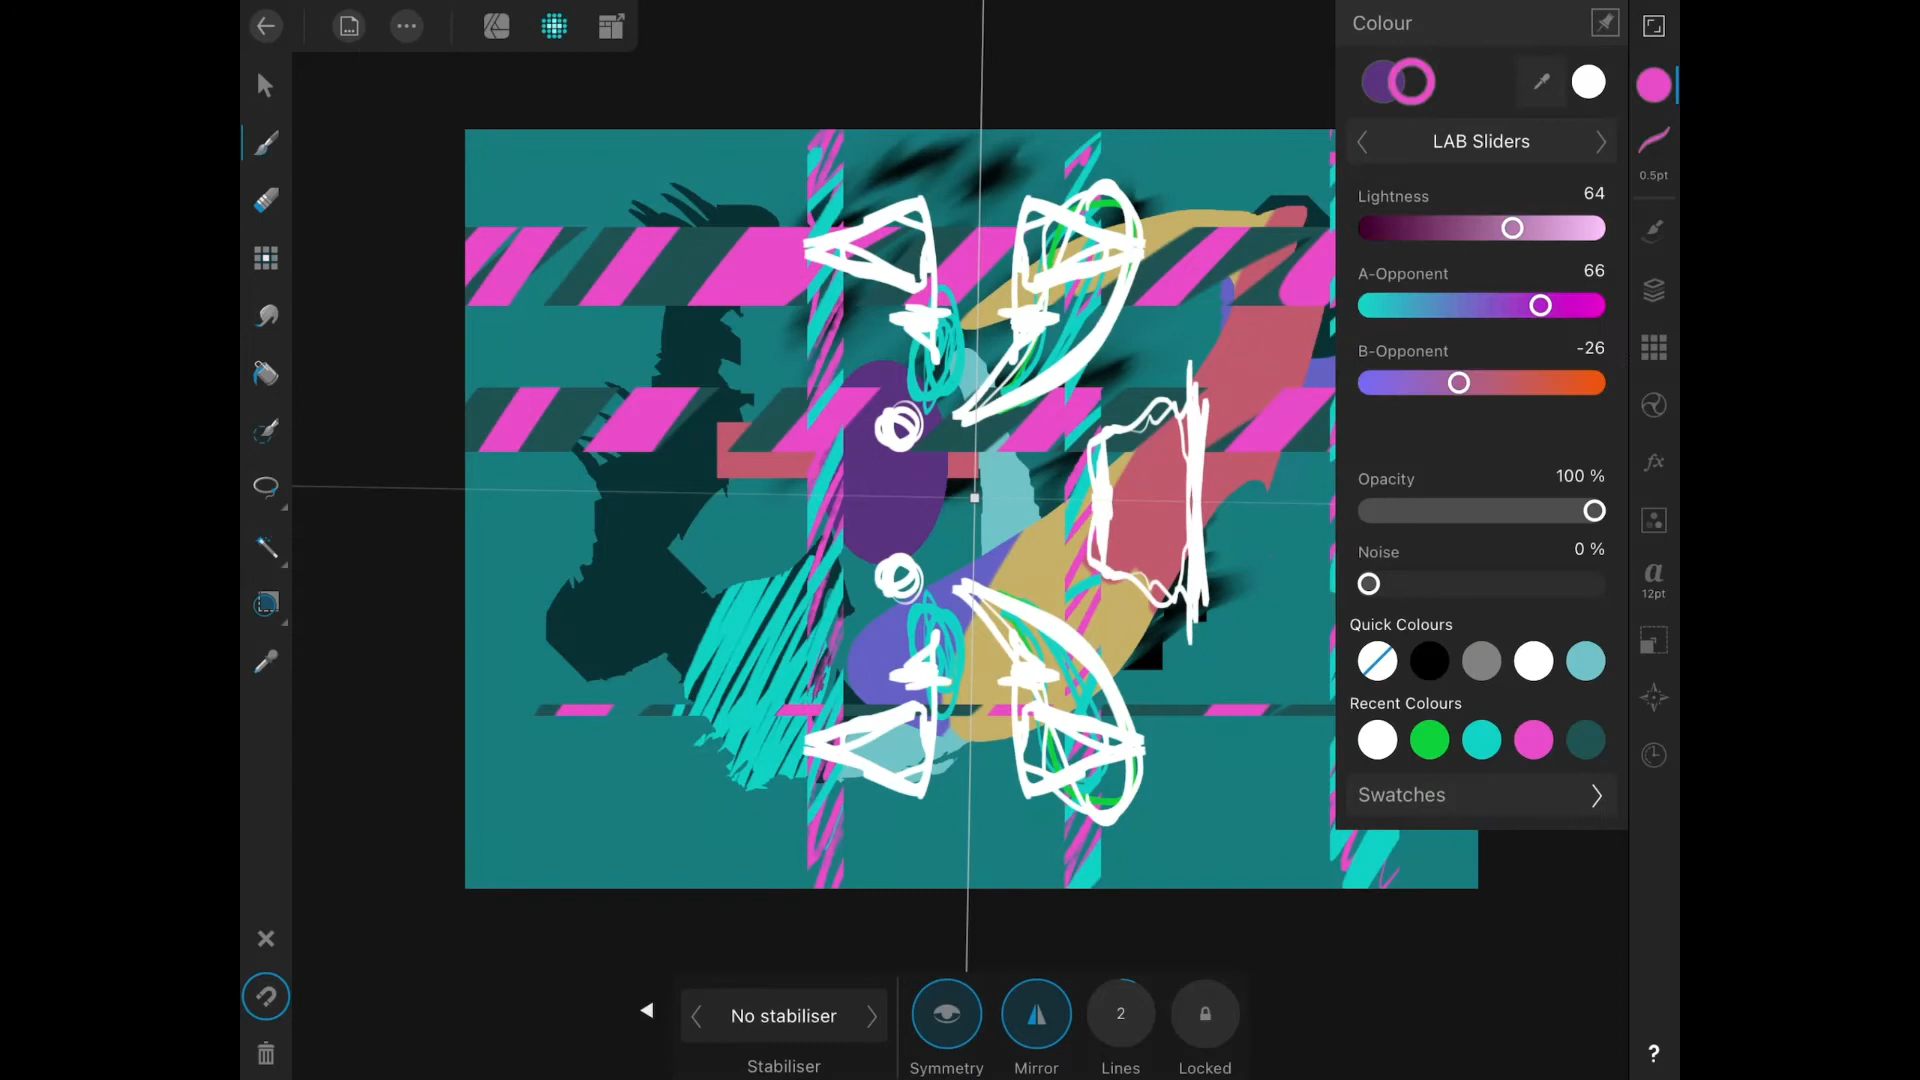 Colour
LAB Sliders
0.5pt
Lightness 64
A-Opponent 66
B-Opponent -26
Opacity 100 %
Noise 0 %
a
12pt
Quick Colours
Recent Colours
Swatches
fx
No stabiliser
2
Stabiliser
Symmetry
Mirror
Lines
Locked
?